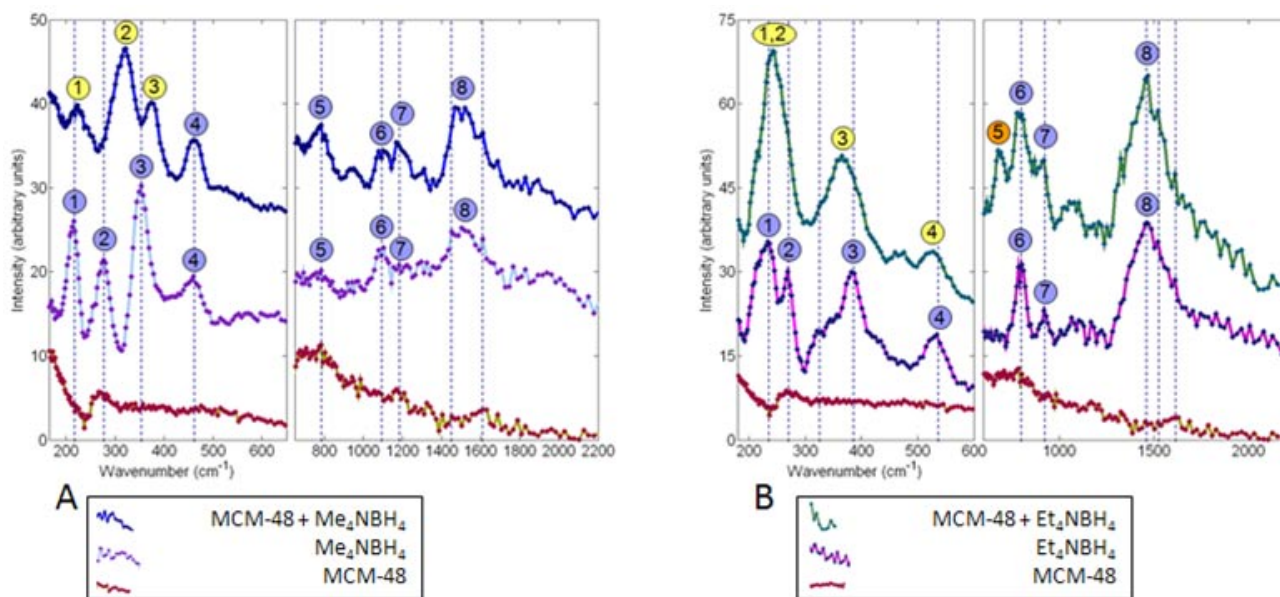 50
40
30
20
10
0
Intensity (arbitrary units)
1
2
3
4
5
6
7
8
1
2
3
4
5
6
7
8
200 300 400 500 600
800 1000 1200 1400 1600 1800 2000 2200
Wavenumber (cm⁻¹)
A
MCM-48 + Me₄NBH₄
Me₄NBH₄
MCM-48
75
60
45
30
15
0
Intensity (arbitrary units)
1,2
3
4
5
6
7
8
1
2
3
4
6
7
8
200 300 400 500 600
1000 1500 2000
Wavenumber (cm⁻¹)
B
MCM-48 + Et₄NBH₄
Et₄NBH₄
MCM-48